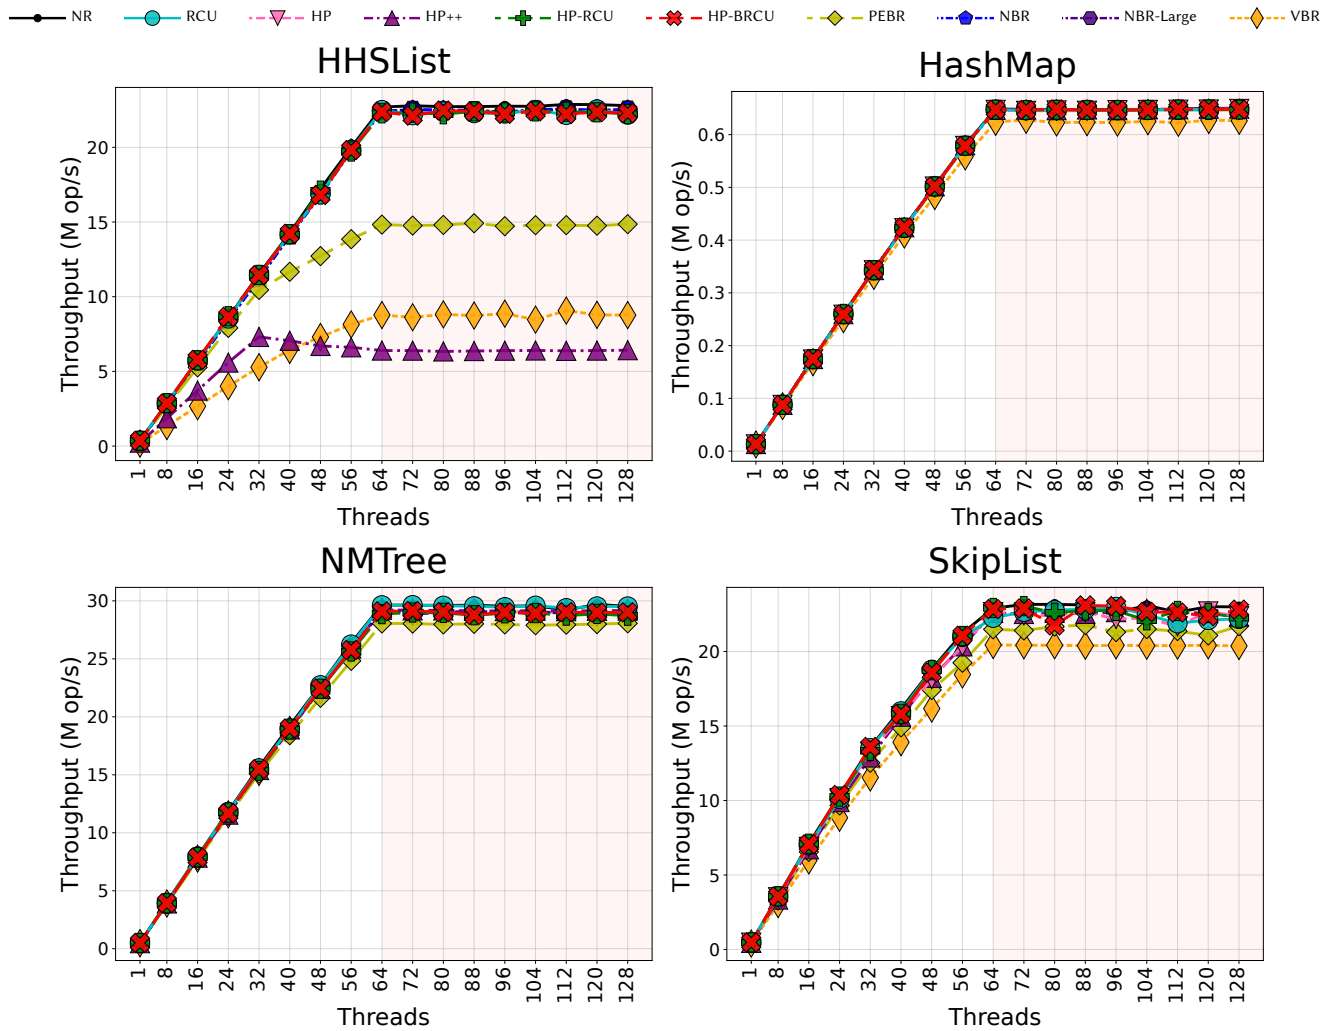 NR RCU HP HP++ HP-RCU HP-BRCU PEBR NBR NBR-Large VBR
HHSList
Throughput (M op/s)
20
15
10
5
0
1 8 16 24 32 40 48 56 64 72 80 88 96 104 112 120 128
Threads
HashMap
Throughput (M op/s)
0.6
0.5
0.4
0.3
0.2
0.1
0.0
1 8 16 24 32 40 48 56 64 72 80 88 96 104 112 120 128
Threads
NMTree
Throughput (M op/s)
30
25
20
15
10
5
0
1 8 16 24 32 40 48 56 64 72 80 88 96 104 112 120 128
Threads
SkipList
Throughput (M op/s)
20
15
10
5
0
1 8 16 24 32 40 48 56 64 72 80 88 96 104 112 120 128
Threads